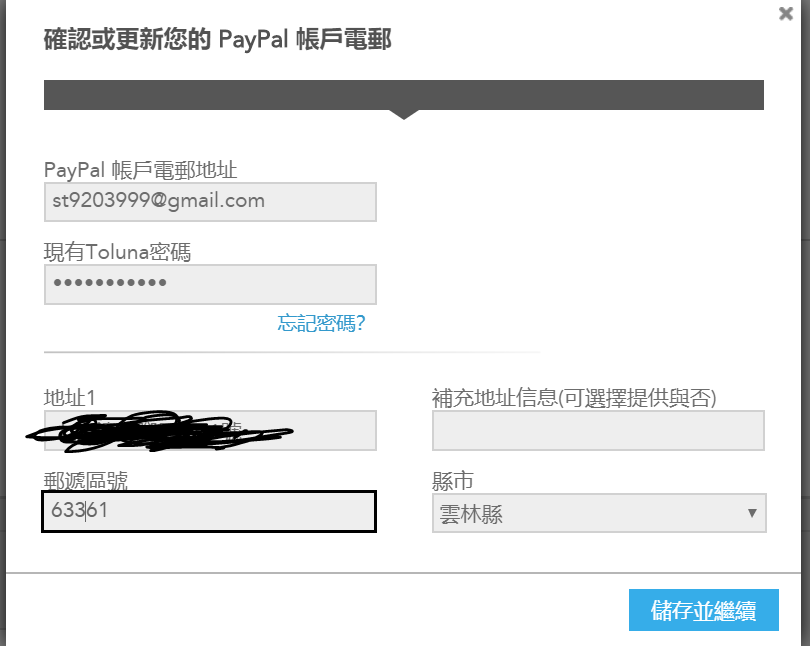 確認或更新您的 PayPal 帳戶電郵
PayPal 帳戶電郵地址
st9203999@gmail.com
現有Toluna密碼
•••••••••••
忘記密碼?
地址1
補充地址信息(可選擇提供與否)
郵遞區號
縣市
63361
雲林縣
儲存並繼續